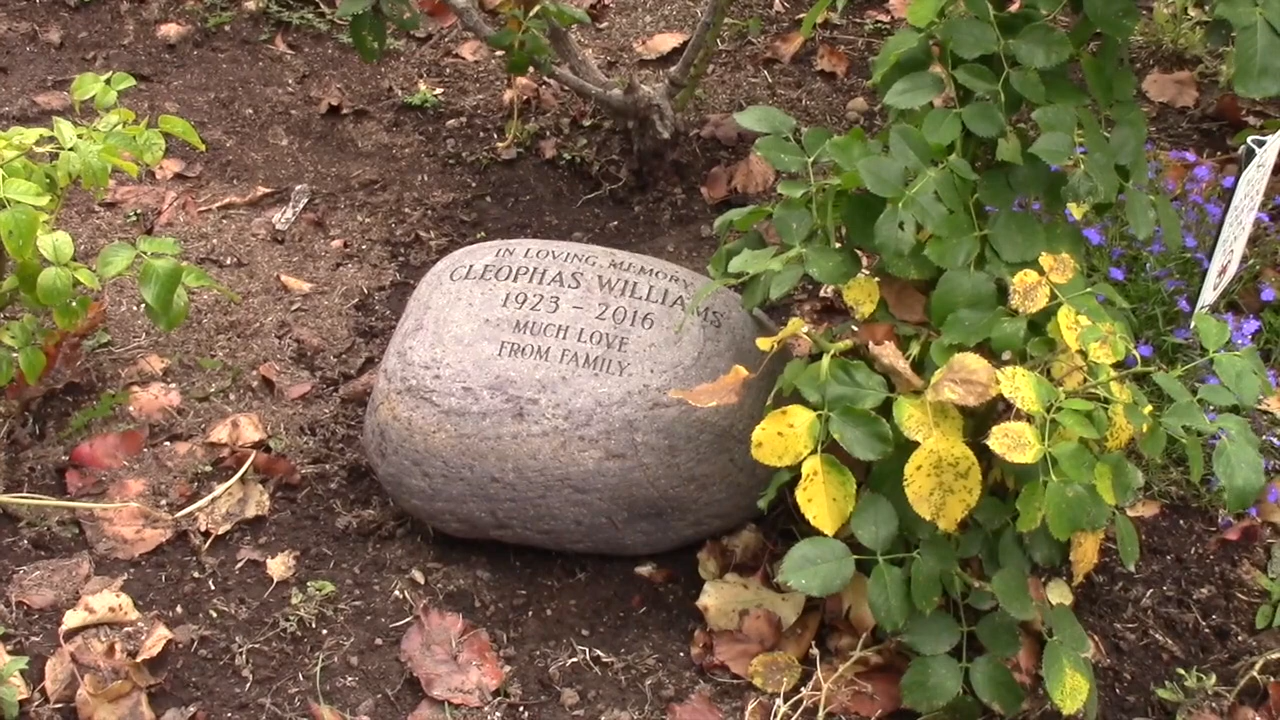 IN LOVING MEMORY
CLEOPHAS WILLIAMS
1923 - 2016
MUCH LOVE
FROM FAMILY